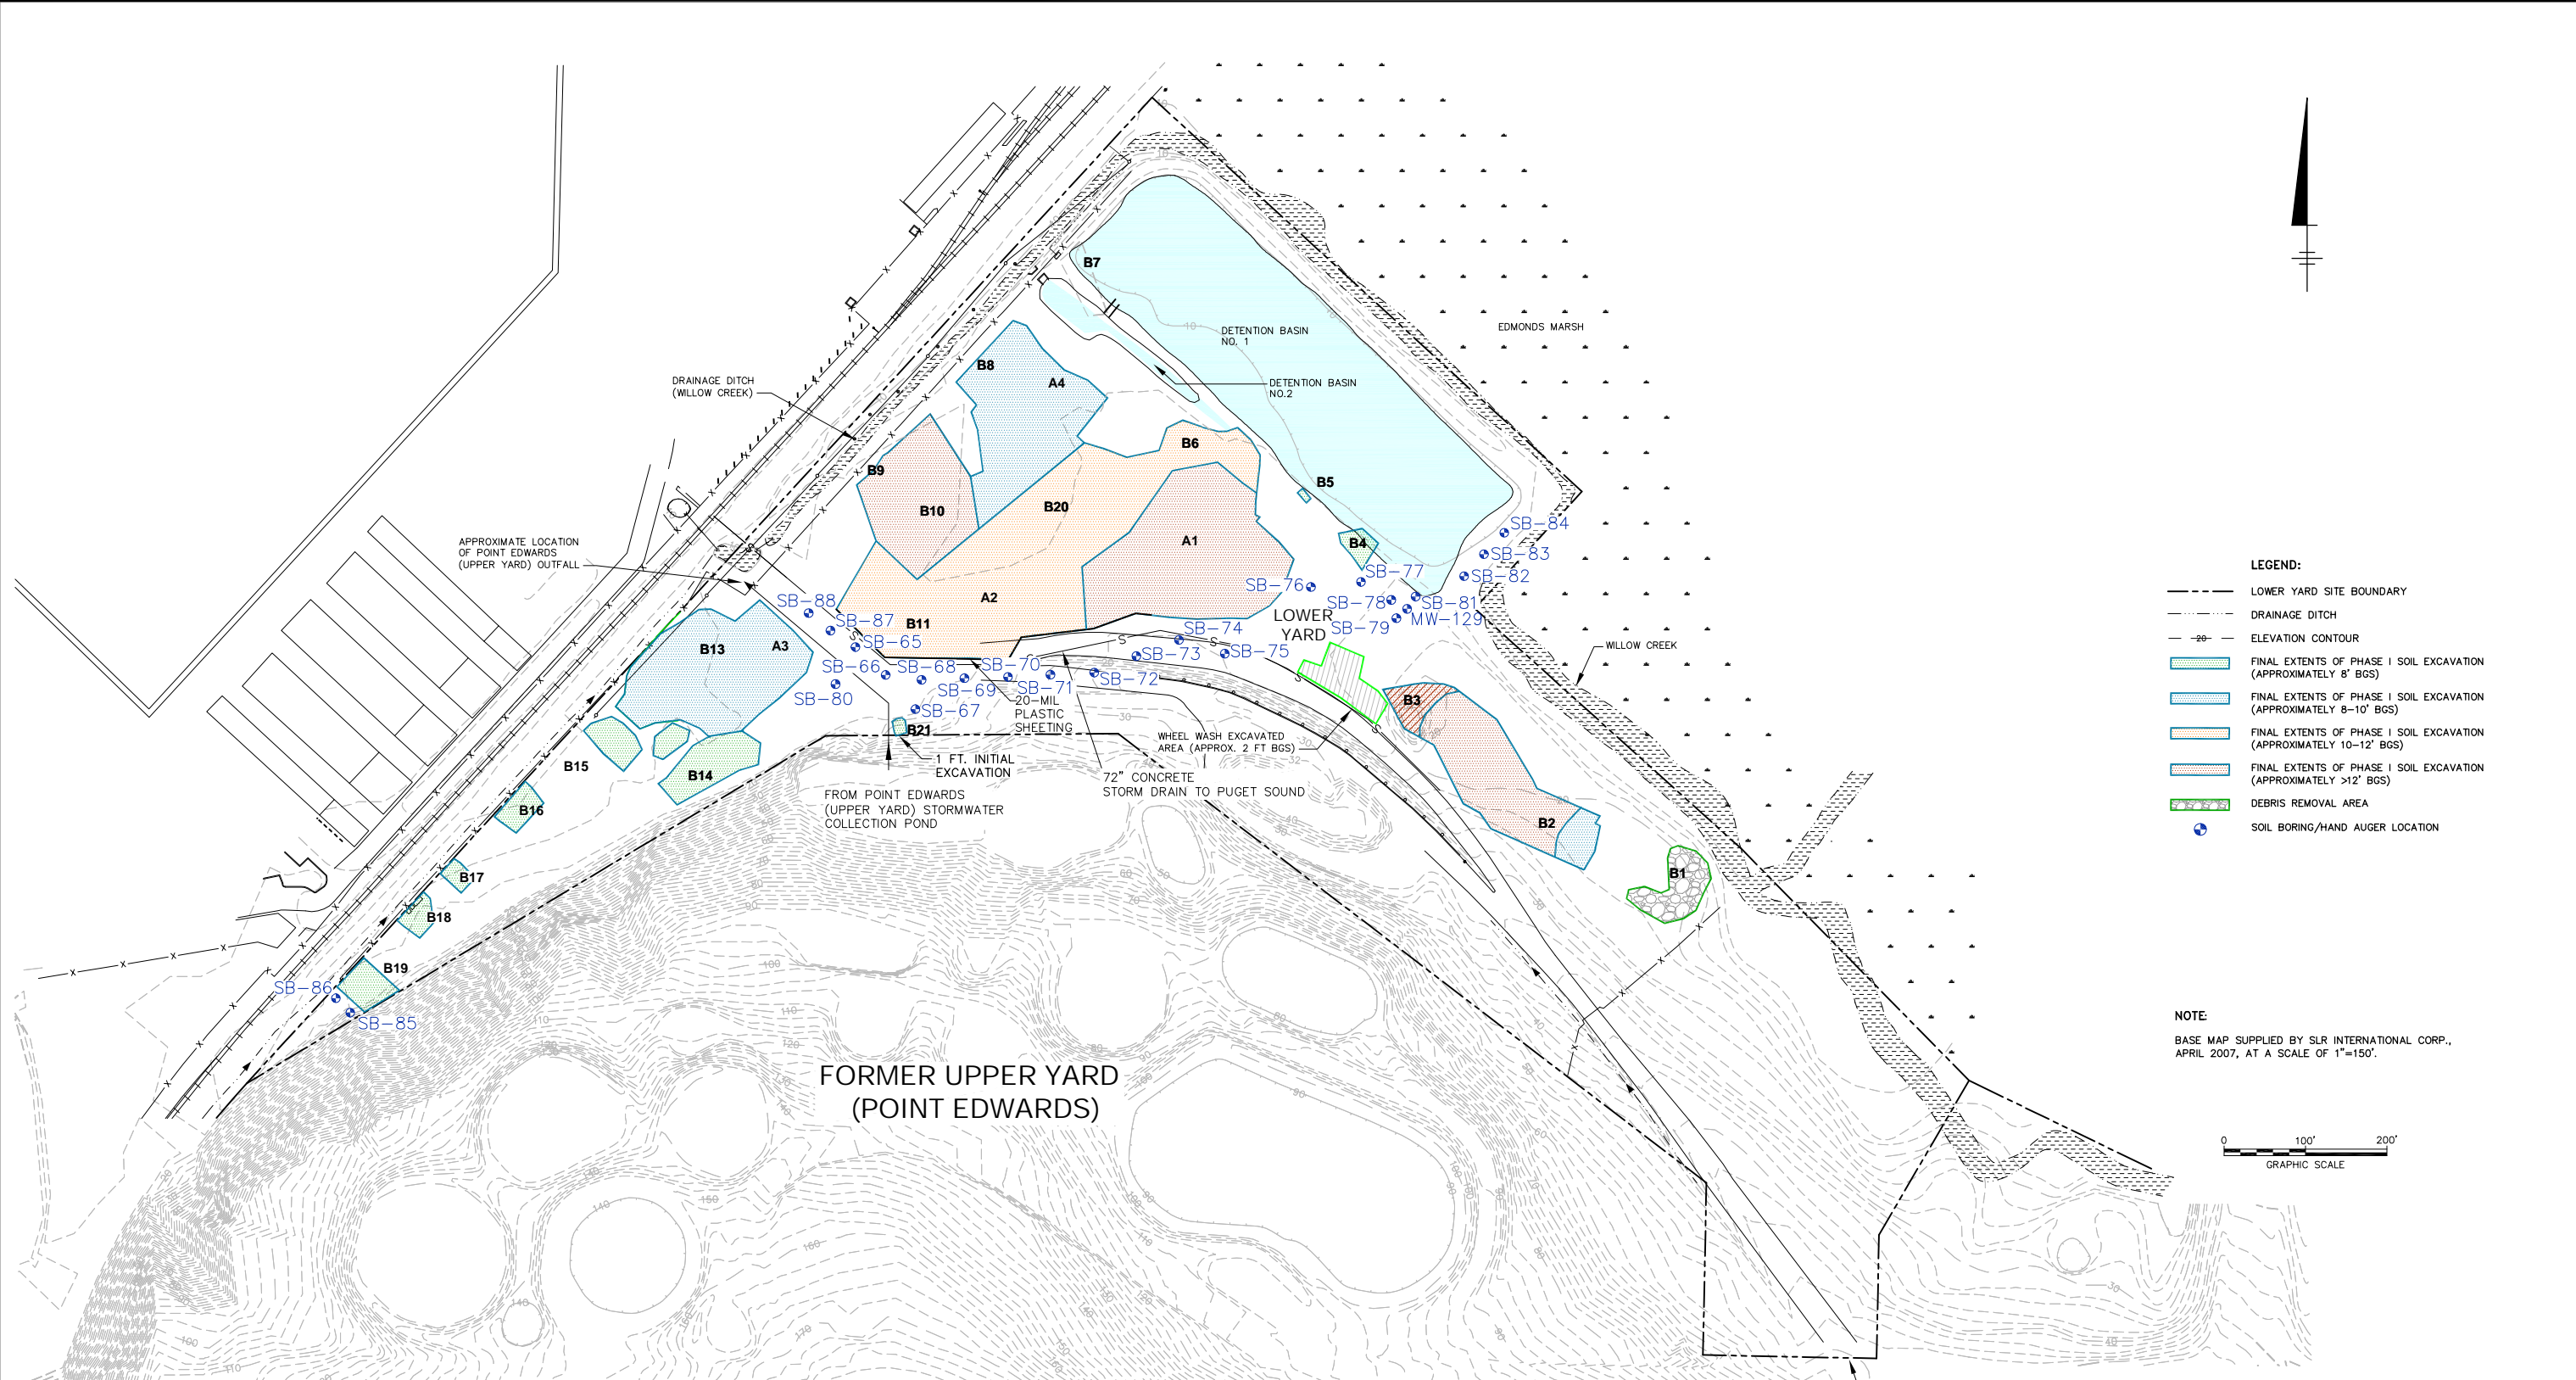 B7
DETENTION BASIN
NO. 1
EDMONDS MARSH
B8
A4
DRAINAGE DITCH
(WILLOW CREEK)
DETENTION BASIN
NO.2
B6
B9
B5
B10
B20
SB-84
A1
B4
SB-83
APPROXIMATE LOCATION
OF POINT EDWARDS
(UPPER YARD) OUTFALL
SB-77
SB-82
SB-76
A2
SB-88
SB-78
SB-81
SB-87
B11
LOWER
YARD
MW-129
SB-79
SB-74
B13
A3
SB-65
SB-73
SB-75
WILLOW CREEK
SB-66
SB-68
SB-70
SB-72
SB-80
SB-69
SB-71
20-MIL
PLASTIC
SHEETING
B3
SB-67
B21
WHEEL WASH EXCAVATED
AREA (APPROX. 2 FT BGS)
1 FT. INITIAL
EXCAVATION
B15
B14
72" CONCRETE
STORM DRAIN TO PUGET SOUND
FROM POINT EDWARDS
(UPPER YARD) STORMWATER
COLLECTION POND
B16
B2
B17
B1
B18
B19
SB-86
SB-85
FORMER UPPER YARD
(POINT EDWARDS)
LEGEND:
LOWER YARD SITE BOUNDARY
DRAINAGE DITCH
20 ELEVATION CONTOUR
FINAL EXTENTS OF PHASE I SOIL EXCAVATION
(APPROXIMATELY 8' BGS)
FINAL EXTENTS OF PHASE I SOIL EXCAVATION
(APPROXIMATELY 8-10' BGS)
FINAL EXTENTS OF PHASE I SOIL EXCAVATION
(APPROXIMATELY 10-12' BGS)
FINAL EXTENTS OF PHASE I SOIL EXCAVATION
(APPROXIMATELY >12' BGS)
DEBRIS REMOVAL AREA
SOIL BORING/HAND AUGER LOCATION
NOTE:
BASE MAP SUPPLIED BY SLR INTERNATIONAL CORP.,
APRIL 2007, AT A SCALE OF 1"=150'.
0 100' 200'
GRAPHIC SCALE